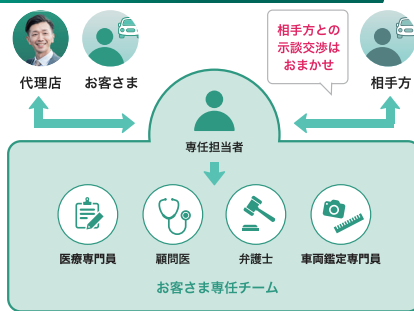 相手方との
示談交渉は
おまかせ
代理店
お客さま
相手方
専任担当者
医療専門員
顧問医
弁護士
車両鑑定専門員
お客さま専任チーム